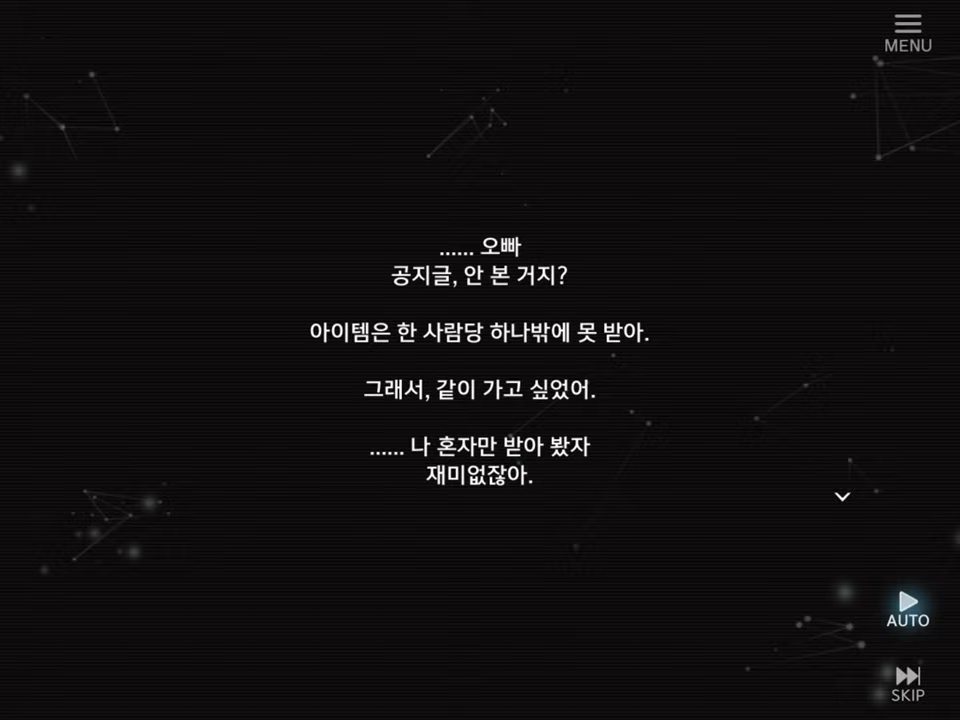 MENU
...... 오빠
공지글, 안 본 거지?
아이템은 한 사람당 하나밖에 못 받아.
그래서, 같이 가고 싶었어.
...... 나 혼자만 받아 봤자
재미없잖아.
AUTO
SKIP